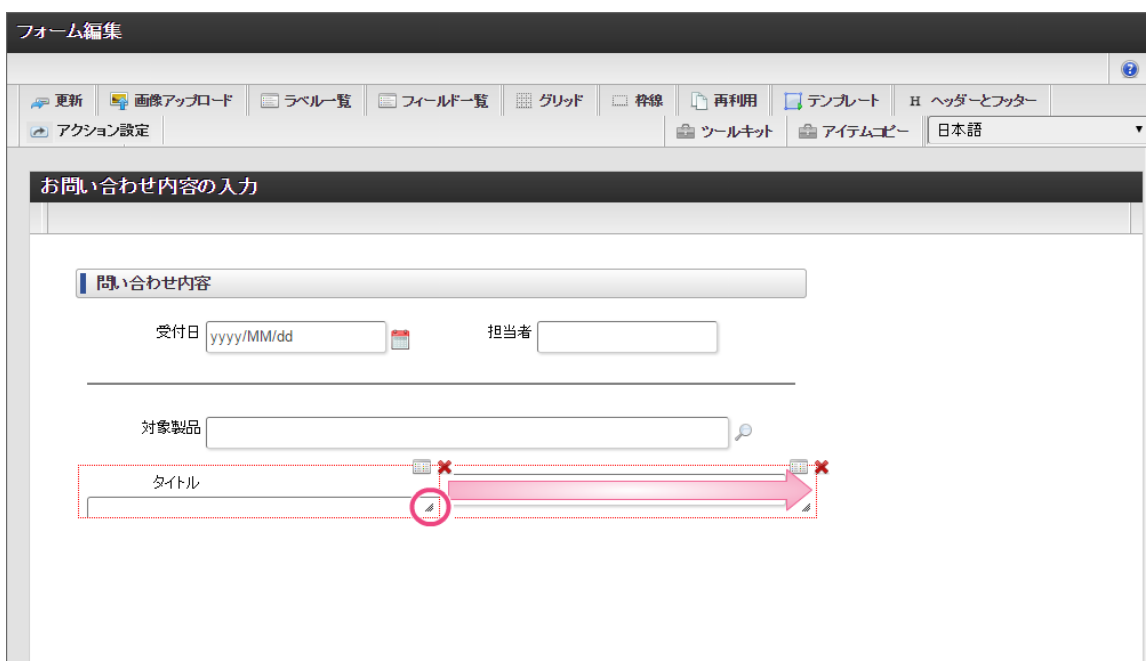 フォーム編集
更新 画像アップロード ラベル一覧 フィールド一覧 グリッド 枠線 再利用 テンプレート H ヘッダーとフッター
アクション設定 ツールキット アイテムコピー 日本語
お問い合わせ内容の入力
問い合わせ内容
受付日 yyyy/MM/dd 担当者
対象製品
タイトル